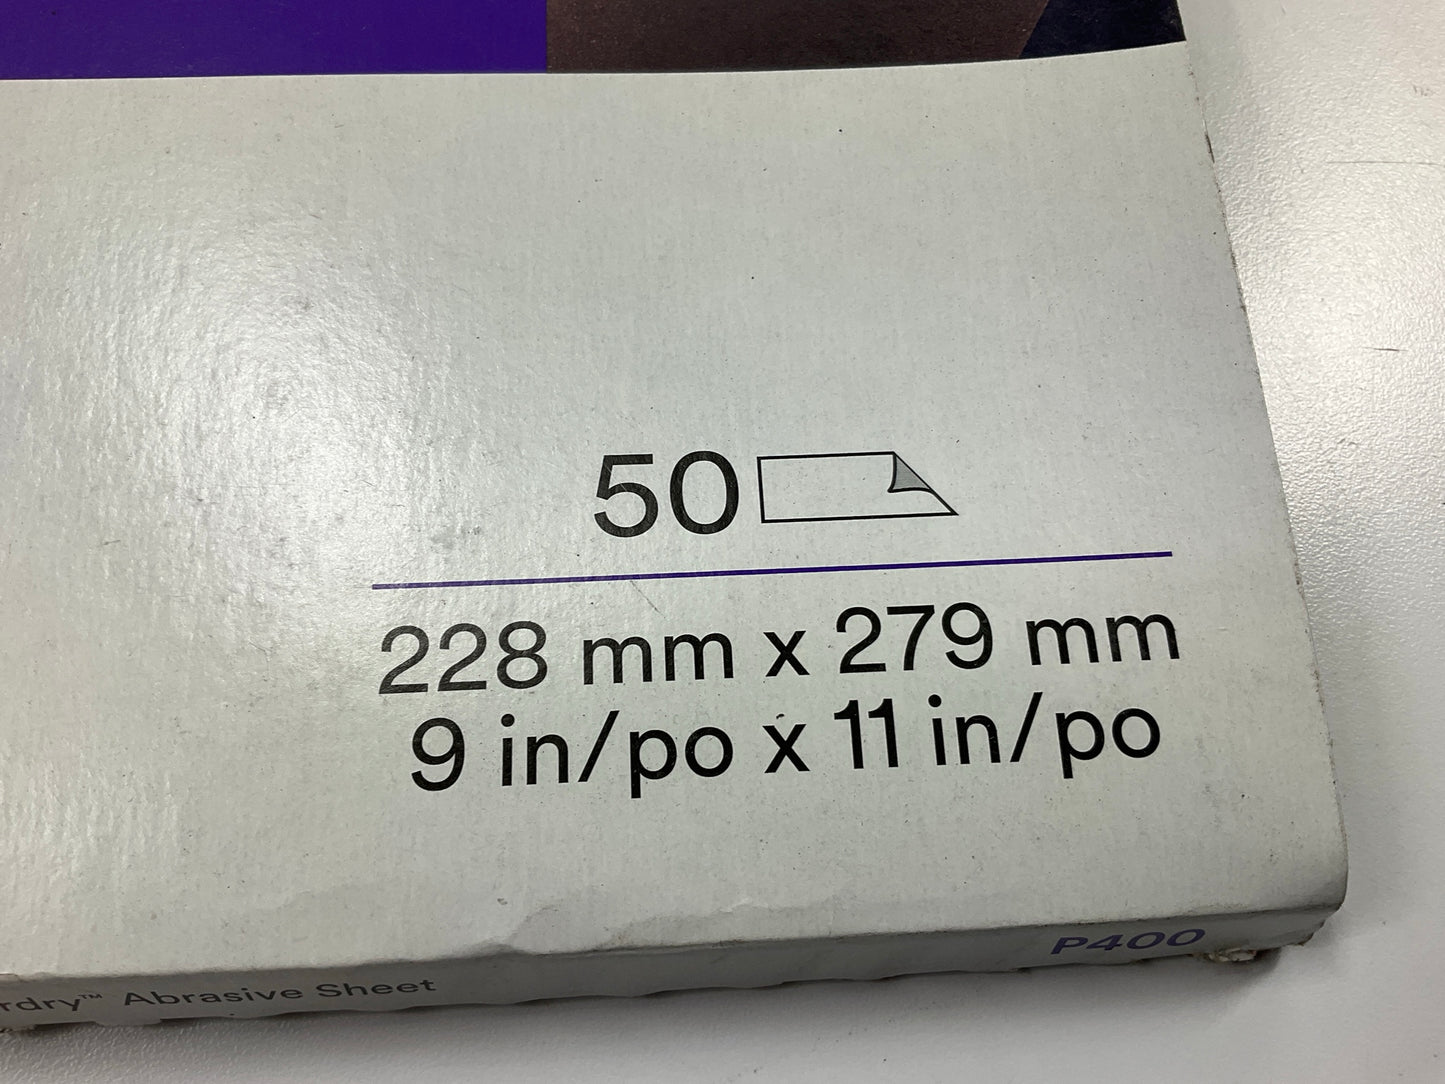 50
228 mm x 279 mm
9 in/po x 11 in/po
P400
Abrasive Sheet